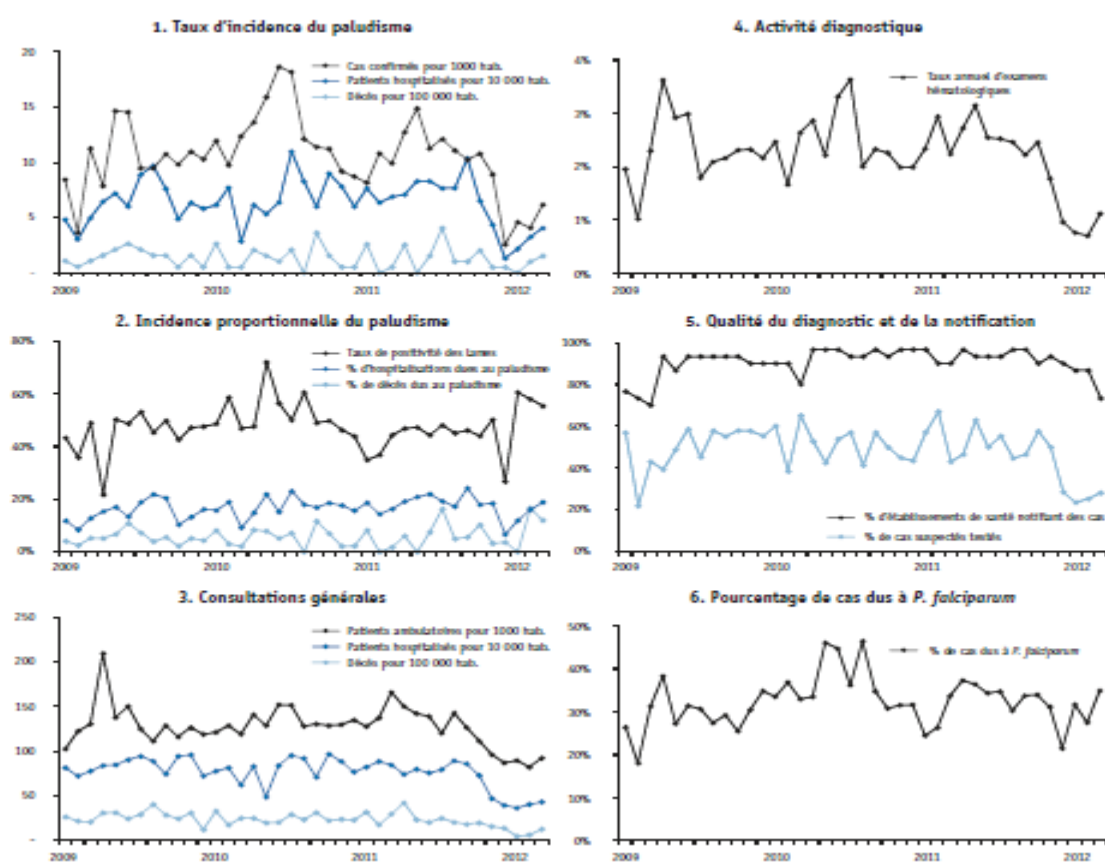 1. Taux d'incidence du paludisme
20
15
10
5
-
2009
2010
2011
2012
Cas confirmés pour 1000 hab.
Patients hospitalisés pour 10 000 hab.
Décès pour 100 000 hab.
4. Activité diagnostique
4%
3%
2%
1%
0%
2009
2010
2011
2012
Taux annuel d'examens
hématologiques
2. Incidence proportionnelle du paludisme
80%
60%
40%
20%
0%
2009
2010
2011
2012
Taux de positivité des lames
% d'hospitalisations dues au paludisme
% de décès dus au paludisme
5. Qualité du diagnostic et de la notification
100%
80%
60%
40%
20%
0%
2009
2010
2011
2012
% d'établissements de santé notifiant des cas
% de cas suspectés testés
3. Consultations générales
250
200
150
100
50
-
2009
2010
2011
2012
Patients ambulatoires pour 1000 hab.
Patients hospitalisés pour 10 000 hab.
Décès pour 100 000 hab.
6. Pourcentage de cas dus à P. falciparum
50%
40%
30%
20%
10%
0%
2009
2010
2011
2012
% de cas dus à P. falciparum